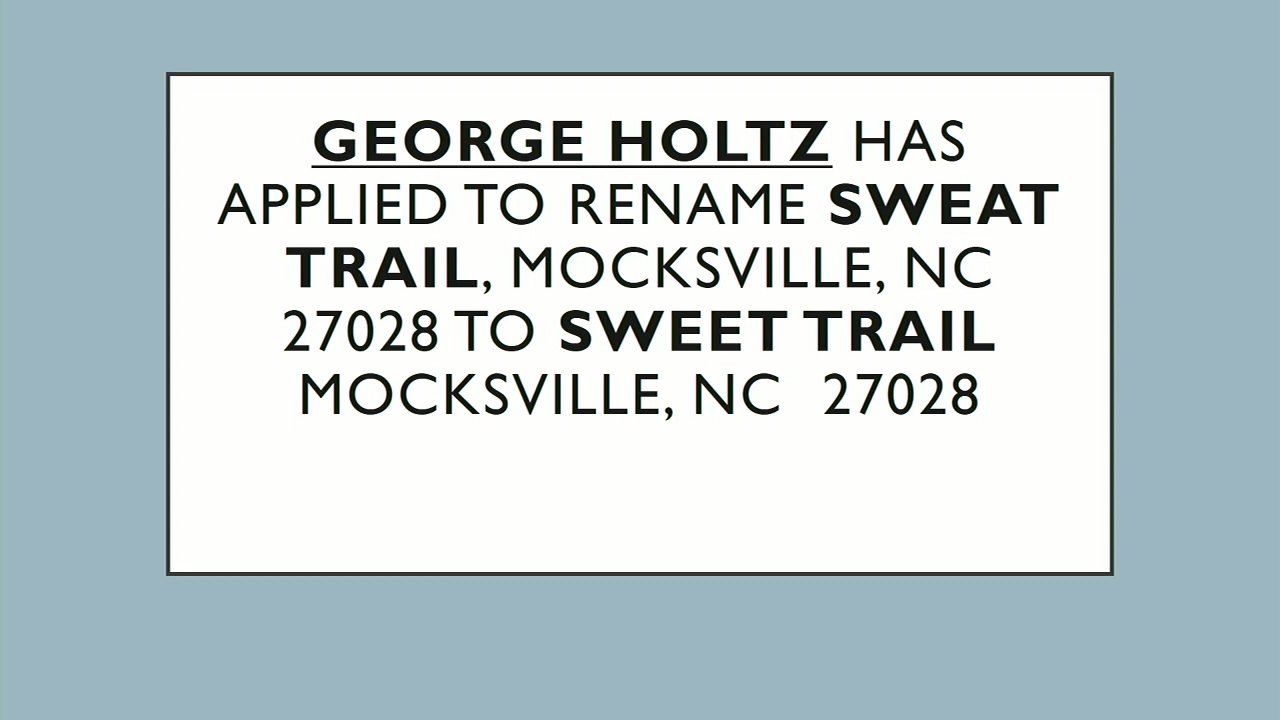 GEORGE HOLTZ HAS
APPLIED TO RENAME SWEAT
TRAIL, MOCKSVILLE, NC
27028 TO SWEET TRAIL
MOCKSVILLE, NC 27028